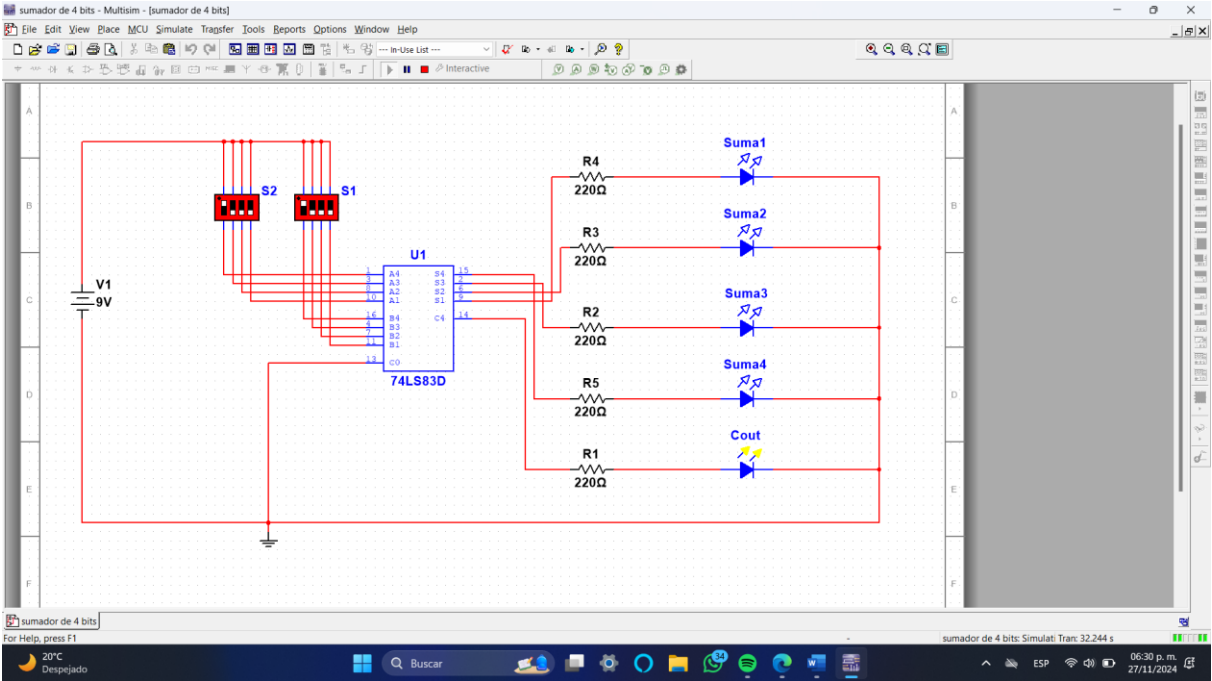 sumador de 4 bits - Multisim - [sumador de 4 bits]
File Edit View Place MCU Simulate Transfer Tools Reports Options Window Help
--- In-Use List ---
Interactive
A
A
B
B
C
C
D
D
E
E
F
F
S2
S1
V1
9V
U1
1 A4 S4 15
3 A3 S3 2
8 A2 S2 6
10 A1 S1 9
16 B4 C4 14
4 B3
7 B2
11 B1
13 C0
74LS83D
R4
220Ω
Suma1
R3
220Ω
Suma2
R2
220Ω
Suma3
R5
220Ω
Suma4
R1
220Ω
Cout
sumador de 4 bits
For Help, press F1
-
sumador de 4 bits: Simulati Tran: 32.244 s
20°C
Despejado
Buscar
34
ESP
06:30 p. m.
27/11/2024